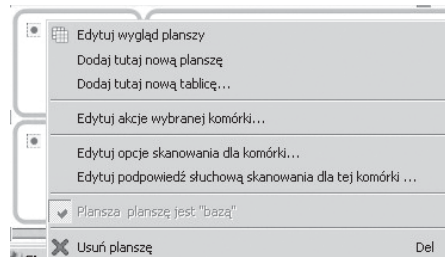 Edytuj wygląd planszy
Dodaj tutaj nową planszę
Dodaj tutaj nową tablicę...
Edytuj akcje wybranej komórki...
Edytuj opcje skanowania dla komórki...
Edytuj podpowiedź słuchową skanowania dla tej komórki ...
Plansza planszę jest "bazą"
Usuń planszę Del